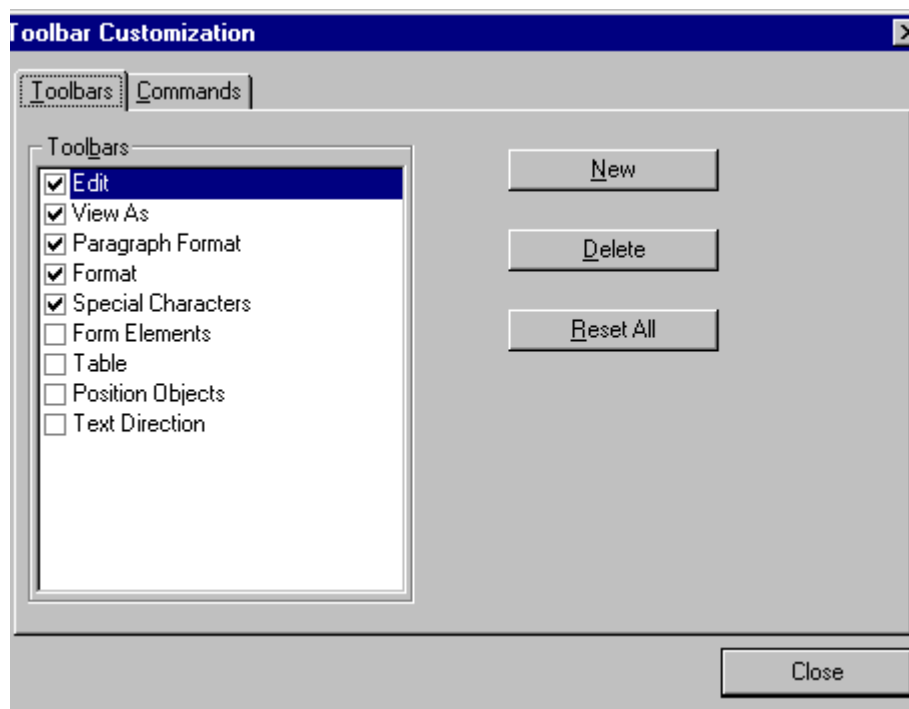 Toolbar Customization
Toolbars Commands
Toolbars
Edit
View As
Paragraph Format
Format
Special Characters
Form Elements
Table
Position Objects
Text Direction
New
Delete
Reset All
Close